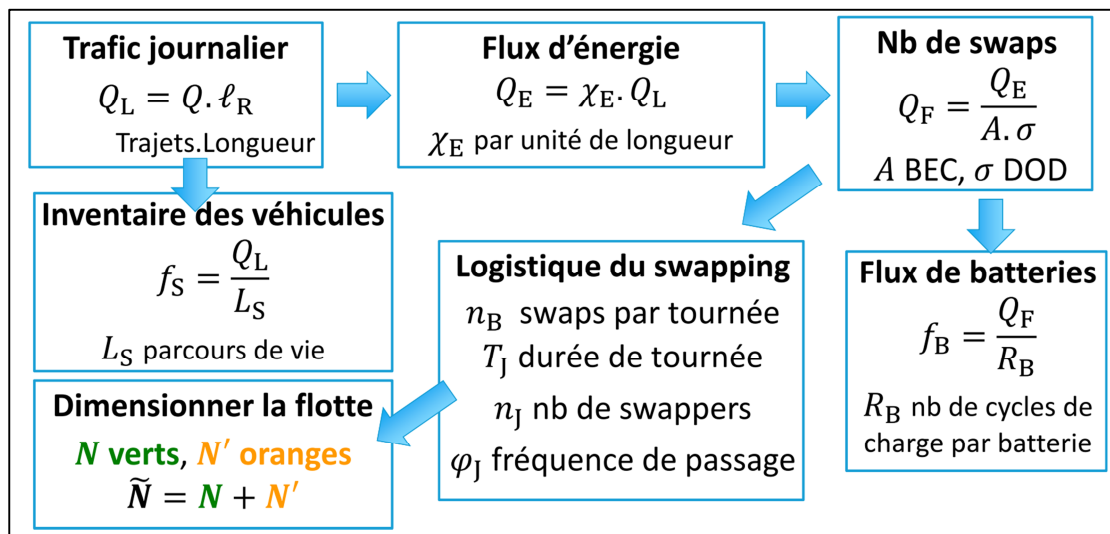 Trafic journalier
Q_L = Q. ℓ_R
Trajets.Longueur
Flux d’énergie
Q_E = χ_E. Q_L
χ_E par unité de longueur
Nb de swaps
Q_F = Q_E / A. σ
A BEC, σ DOD
Inventaire des véhicules
f_S = Q_L / L_S
L_S parcours de vie
Logistique du swapping
n_B swaps par tournée
T_J durée de tournée
n_J nb de swappers
φ_J fréquence de passage
Flux de batteries
f_B = Q_F / R_B
R_B nb de cycles de
charge par batterie
Dimensionner la flotte
N verts, N′ oranges
Ñ = N + N′